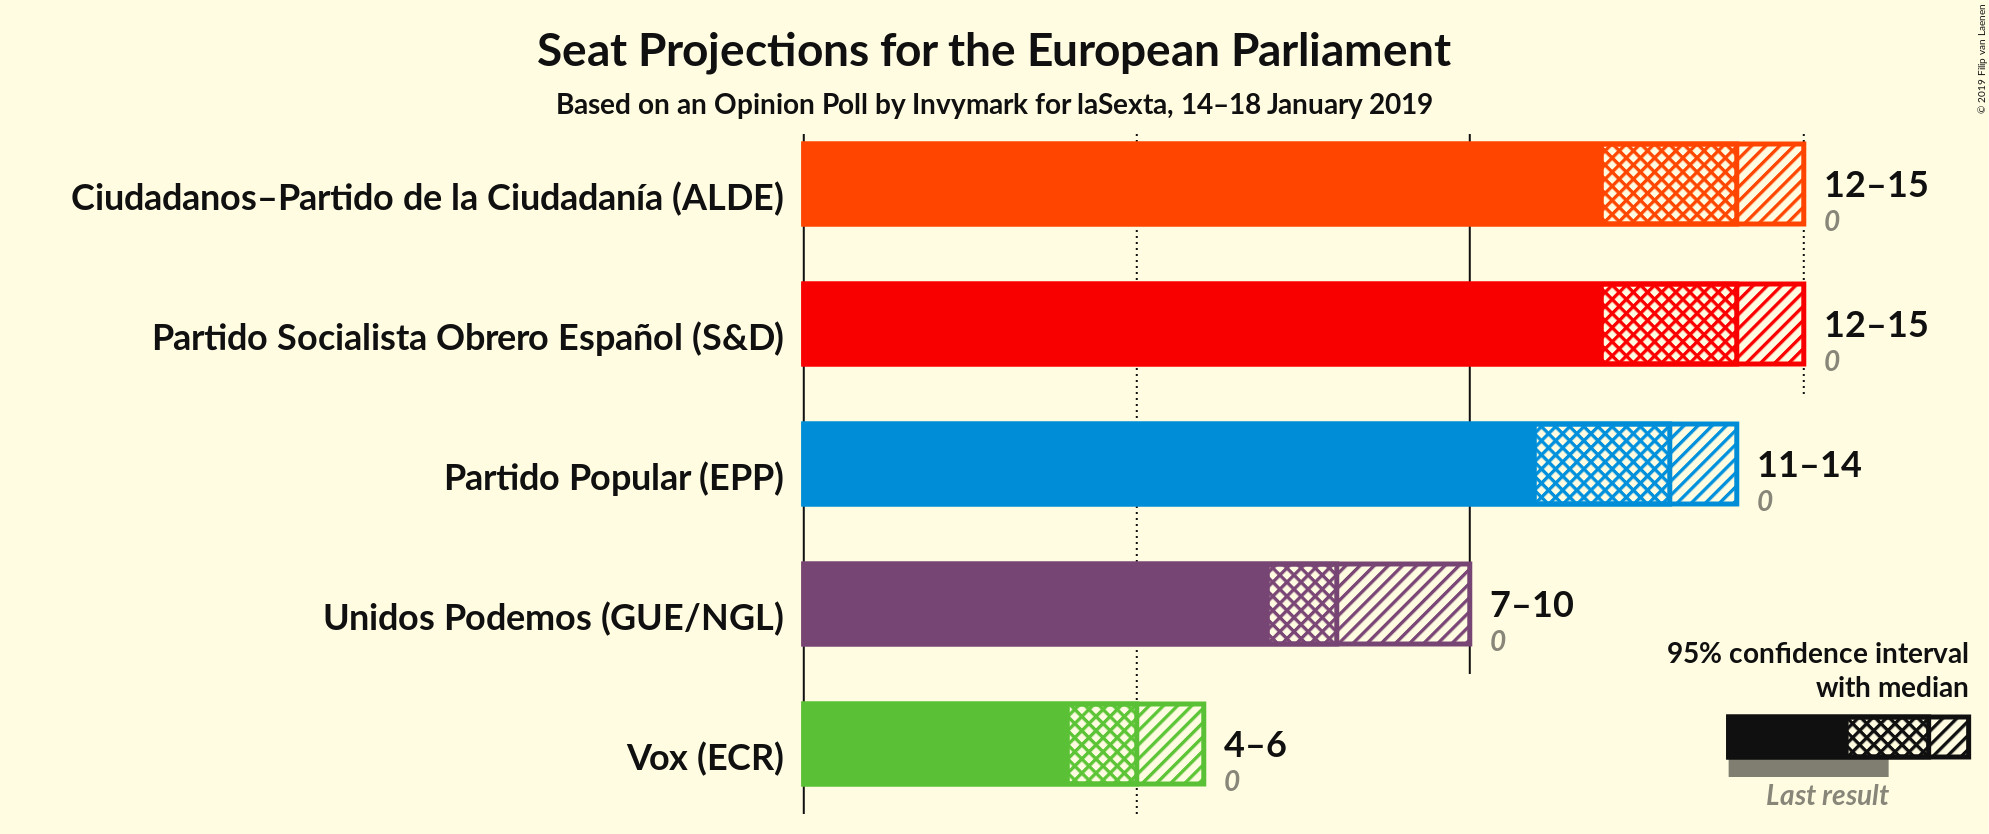 Seat Projections for the European Parliament
Based on an Opinion Poll by Invymark for laSexta, 14–18 January 2019
© 2019 Filip van Laenen
Ciudadanos–Partido de la Ciudadanía (ALDE)
12–15
0
Partido Socialista Obrero Español (S&D)
12–15
0
Partido Popular (EPP)
11–14
0
Unidos Podemos (GUE/NGL)
7–10
0
Vox (ECR)
4–6
0
95% confidence interval
with median
Last result